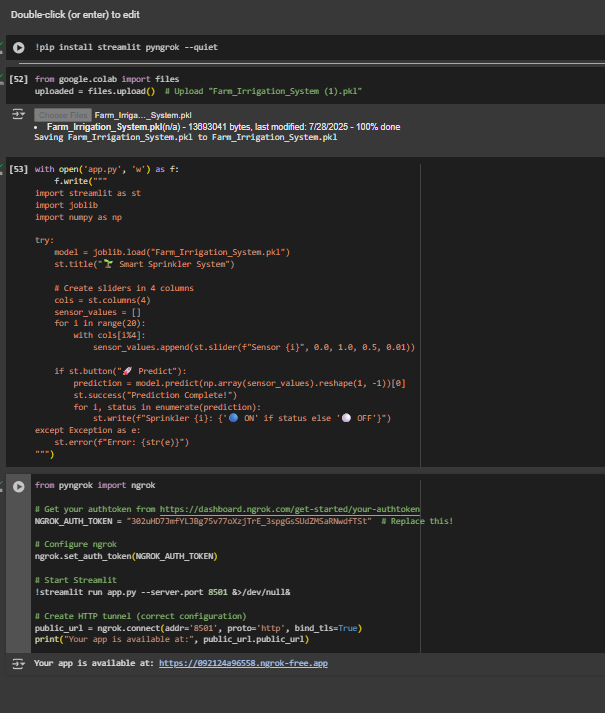 Double-click (or enter) to edit
!pip install streamlit pyngrok --quiet
[52] from google.colab import files
uploaded = files.upload()  # Upload "Farm_Irrigation_System (1).pkl"
Choose Files Farm_Irriga..._System.pkl
• Farm_Irrigation_System.pkl(n/a) - 13693041 bytes, last modified: 7/28/2025 - 100% done
Saving Farm_Irrigation_System.pkl to Farm_Irrigation_System.pkl
[53] with open('app.py', 'w') as f:
    f.write("""
import streamlit as st
import joblib
import numpy as np
try:
    model = joblib.load("Farm_Irrigation_System.pkl")
    st.title("🌱 Smart Sprinkler System")
    # Create sliders in 4 columns
    cols = st.columns(4)
    sensor_values = []
    for i in range(20):
        with cols[i%4]:
            sensor_values.append(st.slider(f"Sensor {i}", 0.0, 1.0, 0.5, 0.01))
    if st.button("🚀 Predict"):
        prediction = model.predict(np.array(sensor_values).reshape(1, -1))[0]
        st.success("Prediction Complete!")
        for i, status in enumerate(prediction):
            st.write(f"Sprinkler {i}: {'🔵 ON' if status else '⚪ OFF'}")
except Exception as e:
    st.error(f"Error: {str(e)}")
""")
from pyngrok import ngrok
# Get your authtoken from https://dashboard.ngrok.com/get-started/your-authtoken
NGROK_AUTH_TOKEN = "302uHD7JmfYLJBg75v77oXzjTrE_3spgGsSUdZMSaRNwdfTSt"  # Replace this!
# Configure ngrok
ngrok.set_auth_token(NGROK_AUTH_TOKEN)
# Start Streamlit
!streamlit run app.py --server.port 8501 &>/dev/null&
# Create HTTP tunnel (correct configuration)
public_url = ngrok.connect(addr='8501', proto='http', bind_tls=True)
print("Your app is available at:", public_url.public_url)
Your app is available at: https://092124a96558.ngrok-free.app